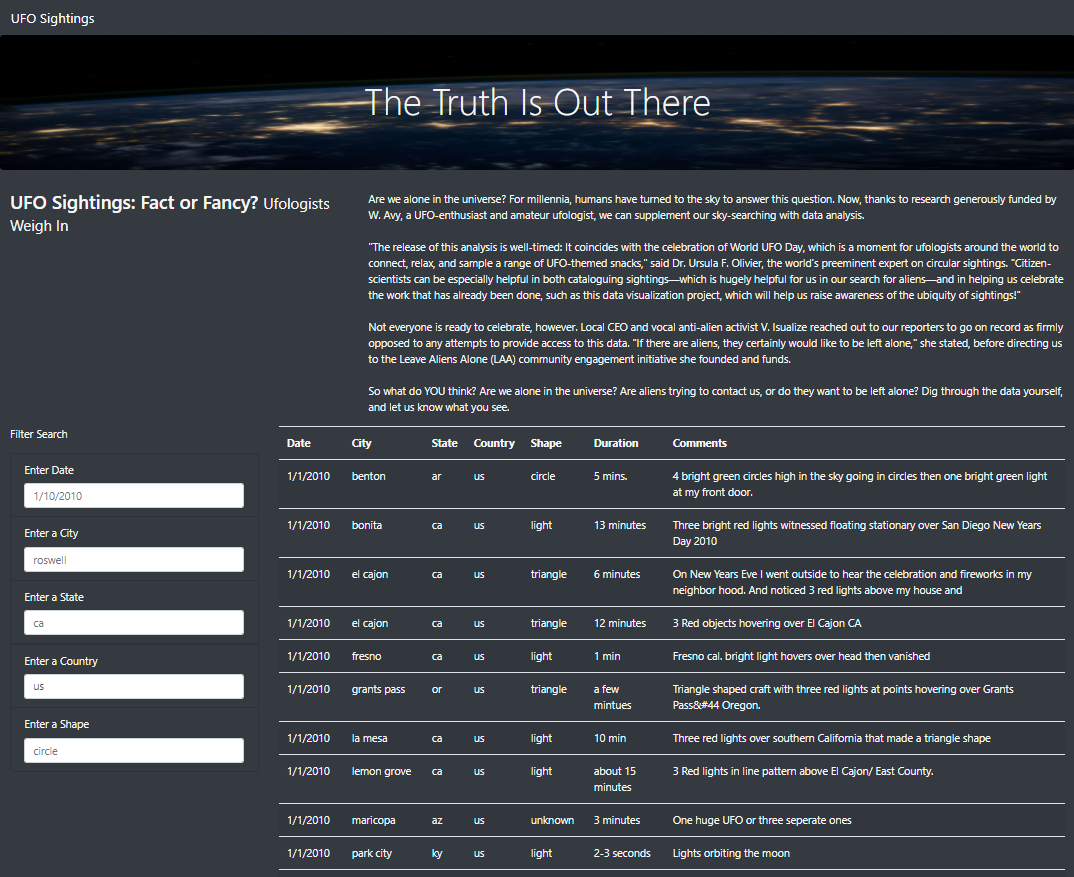 UFO Sightings
The Truth Is Out There
UFO Sightings: Fact or Fancy? Ufologists
Weigh In
Are we alone in the universe? For millennia, humans have turned to the sky to answer this question. Now, thanks to research generously funded by
W. Avy, a UFO-enthusiast and amateur ufologist, we can supplement our sky-searching with data analysis.
"The release of this analysis is well-timed: It coincides with the celebration of World UFO Day, which is a moment for ufologists around the world to
connect, relax, and sample a range of UFO-themed snacks," said Dr. Ursula F. Olivier, the world's preeminent expert on circular sightings. "Citizen-
scientists can be especially helpful in both cataloguing sightings—which is hugely helpful for us in our search for aliens—and in helping us celebrate
the work that has already been done, such as this data visualization project, which will help us raise awareness of the ubiquity of sightings!"
Not everyone is ready to celebrate, however. Local CEO and vocal anti-alien activist V. Isualize reached out to our reporters to go on record as firmly
opposed to any attempts to provide access to this data. "If there are aliens, they certainly would like to be left alone," she stated, before directing us
to the Leave Aliens Alone (LAA) community engagement initiative she founded and funds.
So what do YOU think? Are we alone in the universe? Are aliens trying to contact us, or do they want to be left alone? Dig through the data yourself,
and let us know what you see.
Filter Search
Enter Date
1/10/2010
Enter a City
roswell
Enter a State
ca
Enter a Country
us
Enter a Shape
circle
Date City State Country Shape Duration Comments
1/1/2010 benton ar us circle 5 mins. 4 bright green circles high in the sky going in circles then one bright green light
at my front door.
1/1/2010 bonita ca us light 13 minutes Three bright red lights witnessed floating stationary over San Diego New Years
Day 2010
1/1/2010 el cajon ca us triangle 6 minutes On New Years Eve I went outside to hear the celebration and fireworks in my
neighbor hood. And noticed 3 red lights above my house and
1/1/2010 el cajon ca us triangle 12 minutes 3 Red objects hovering over El Cajon CA
1/1/2010 fresno ca us light 1 min Fresno cal. bright light hovers over head then vanished
1/1/2010 grants pass or us triangle a few Triangle shaped craft with three red lights at points hovering over Grants
mintues Pass&#44 Oregon.
1/1/2010 la mesa ca us light 10 min Three red lights over southern California that made a triangle shape
1/1/2010 lemon grove ca us light about 15 3 Red lights in line pattern above El Cajon/ East County.
minutes
1/1/2010 maricopa az us unknown 3 minutes One huge UFO or three seperate ones
1/1/2010 park city ky us light 2-3 seconds Lights orbiting the moon